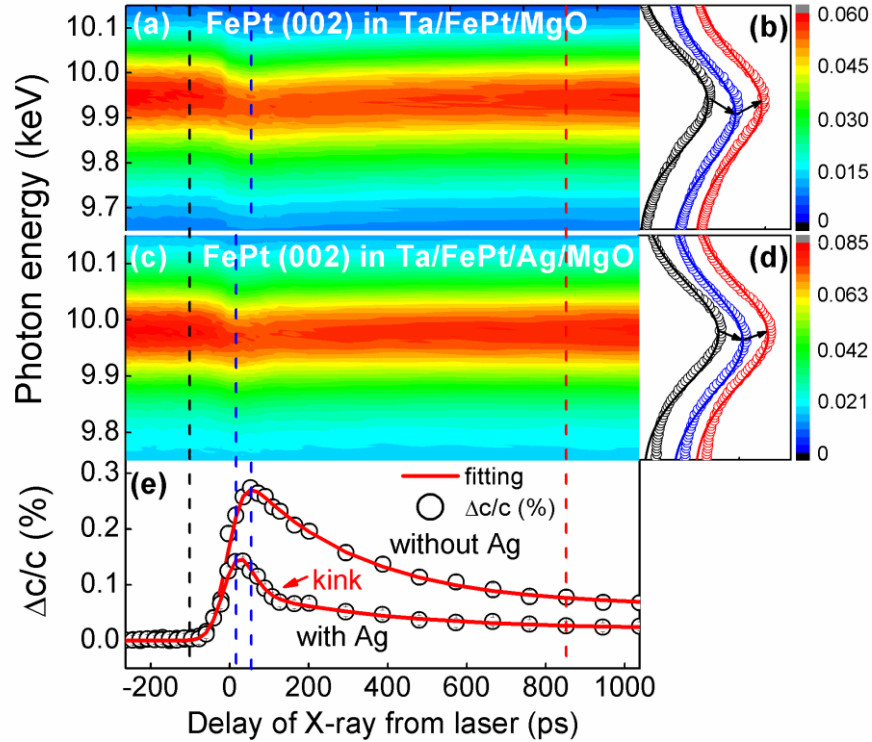 (a) FePt (002) in Ta/FePt/MgO
(b)
10.15
10.0
9.9
9.8
9.7
0.060
0.045
0.030
0.015
0
Photon energy (keV)
(c) FePt (002) in Ta/FePt/Ag/MgO
(d)
10.1
10.0
9.9
9.8
0.085
0.063
0.042
0.021
0
(e)
fitting
Δc/c (%)
without Ag
kink
with Ag
Δc/c (%)
0.3
0.2
0.1
0.0
-200 0 200 400 600 800 1000
Delay of X-ray from laser (ps)